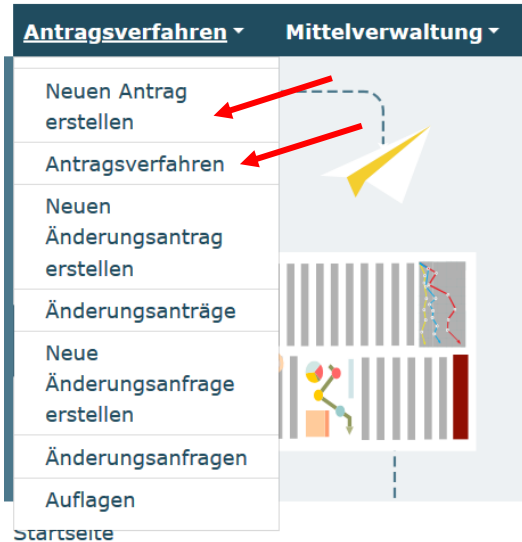 Antragsverfahren Mittelverwaltung
Neuen Antrag
erstellen
Antragsverfahren
Neuen
Änderungsantrag
erstellen
Änderungsanträge
Neue
Änderungsanfrage
erstellen
Änderungsanfragen
Auflagen
Startseite